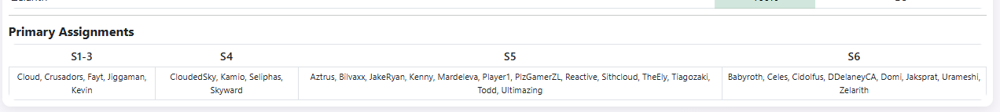 Primary Assignments
S1-3 S4 S5 S6
Cloud, Crusadors, Fayt, Jiggaman, Kevin
CloudedSky, Kamio, Seliphas, Skyward
Aztrus, Bilvaxx, JakeRyan, Kenny, Mardeleva, Player1, PlzGamerZL, Reactive, Sithcloud, TheEly, Tiagozaki, Todd, Ultimazing
Babyroth, Celes, Cidolfus, DDelaneyCA, Domi, Jaksprat, Urameshi, Zelarith